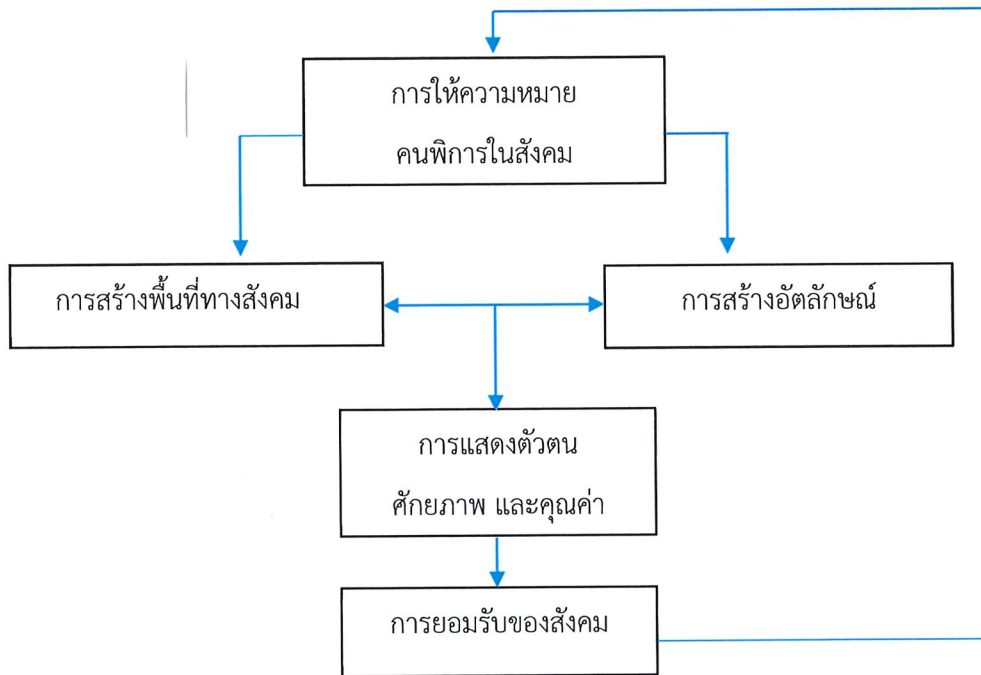 การให้ความหมาย
คนพิการในสังคม
การสร้างพื้นที่ทางสังคม
การสร้างอัตลักษณ์
การแสดงตัวตน
ศักยภาพ และคุณค่า
การยอมรับของสังคม